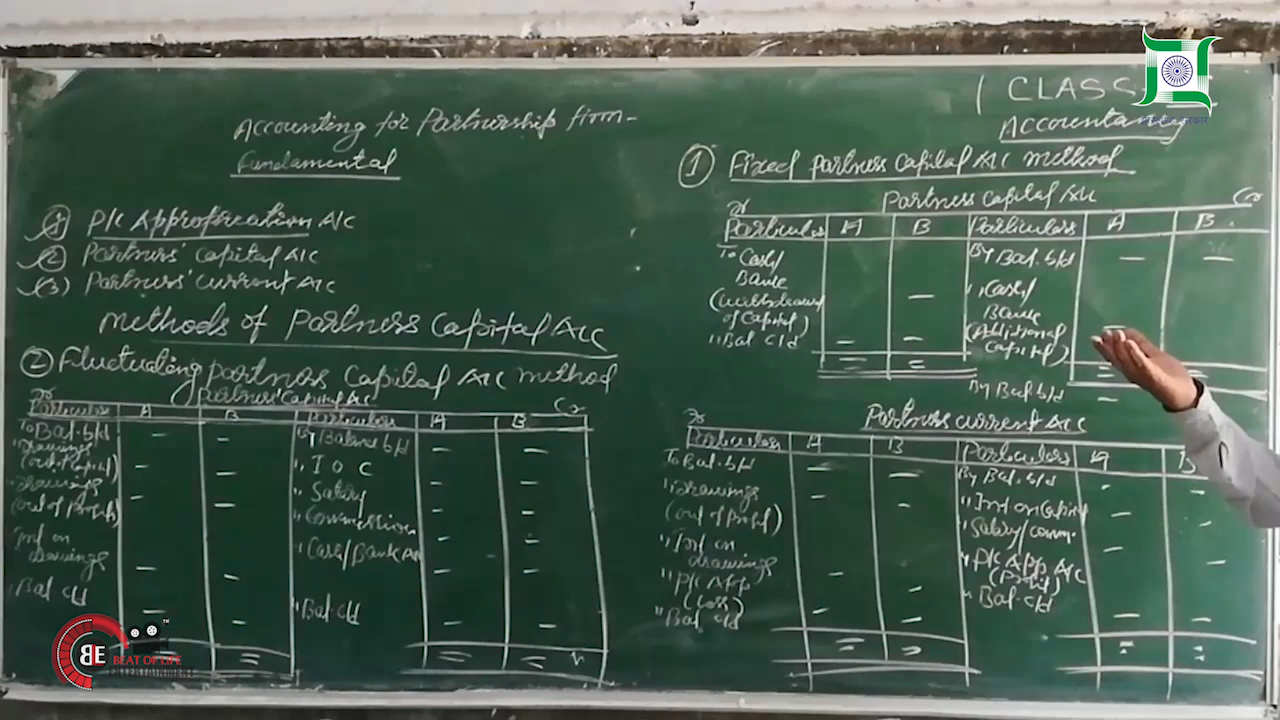 Accounting for Partnership firm-
Fundamental
(1) P/L Appropriation A/c
(2) Partners' Capital A/c
(3) Partners' Current A/c
Methods of Partners Capital A/c
(2) Fluctuating partners Capital A/c method
Partners Capital A/c
Dr Cr
Particulars A B Particulars A B
To Bal. b/d
By Balance b/d
" Drawings
(out of Capital)
" I O C
" Drawings
(out of Profits)
" Salary
" Commission
" Int on
drawings
" Cash/Bank A/c
" Bal c/d
" Bal c/d
CLASS
Accountancy
(1) Fixed partners Capital A/c method
Partners Capital A/c
Dr Cr
Particulars A B Particulars A B
To Cash/
Bank
(withdrawal
of Capital)
" Bal c/d
By Bal. b/d
" Cash/
Bank
(Additional
Capital)
By Bal. b/d
Partners Current A/c
Dr
Particulars A B Particulars A B
To Bal. b/d
" Drawings
(out of Profit)
" Int on
drawings
" P/L App
(Loss)
" Bal c/d
By Bal. b/d
" Int on Capital
" Salary/Comm.
" P/L App A/c
(Profit)
" Bal. c/d
BE
BEAT OF LIFE
ENTERTAINMENT
TM